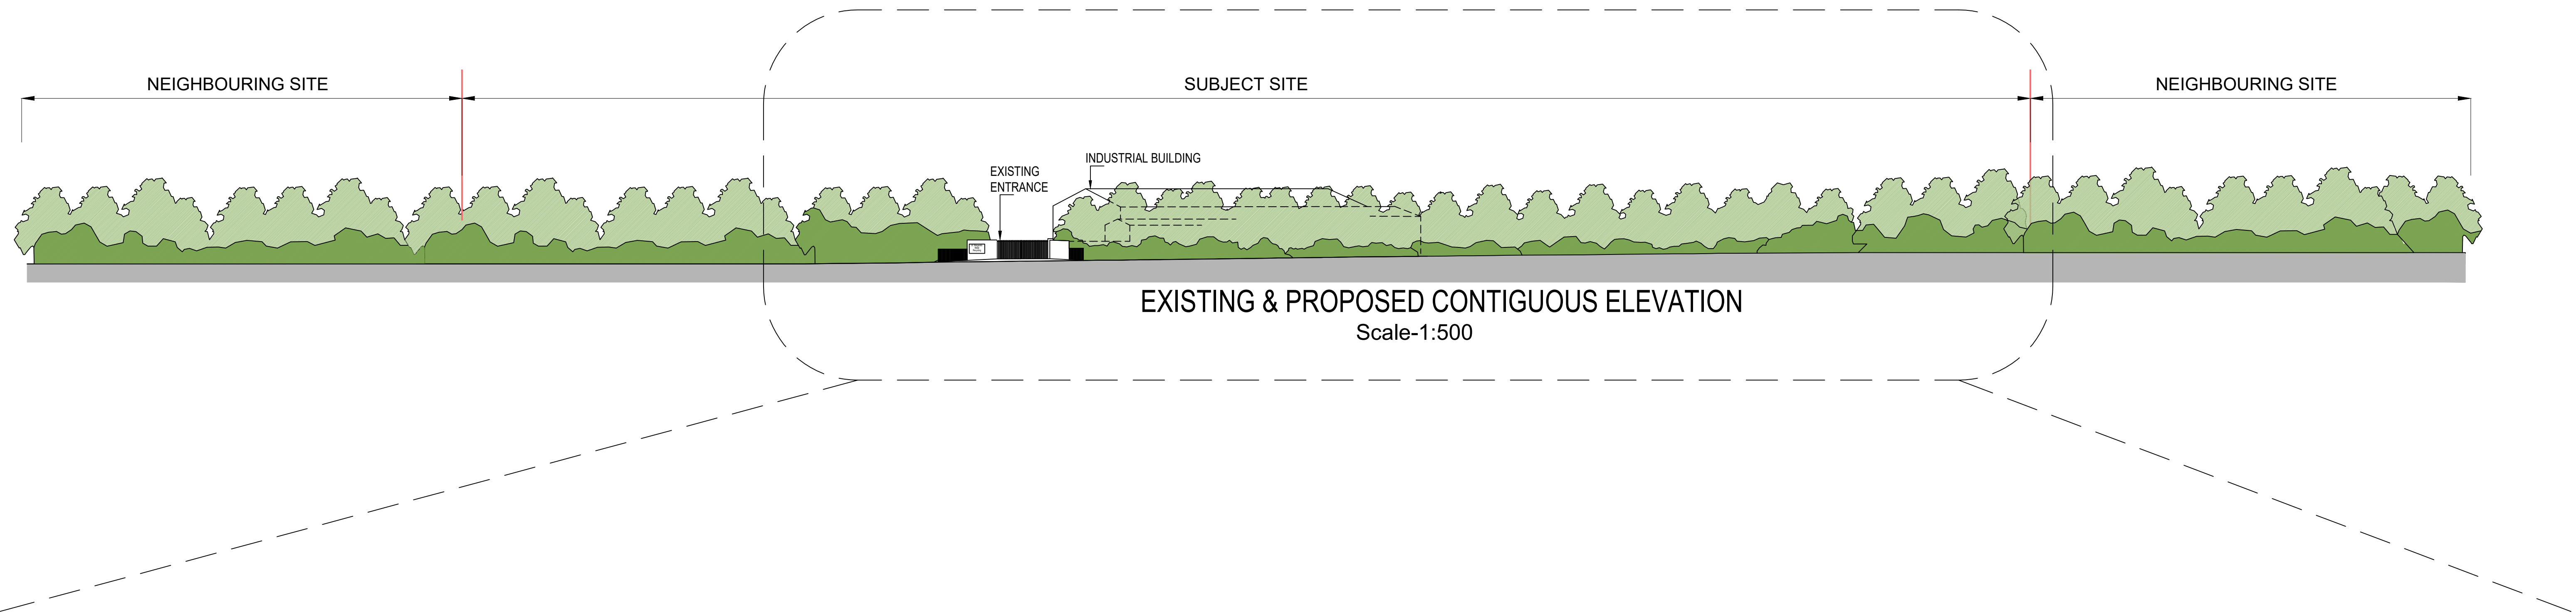 NEIGHBOURING SITE
SUBJECT SITE
NEIGHBOURING SITE
INDUSTRIAL BUILDING
EXISTING
ENTRANCE
EXISTING & PROPOSED CONTIGUOUS ELEVATION
Scale-1:500